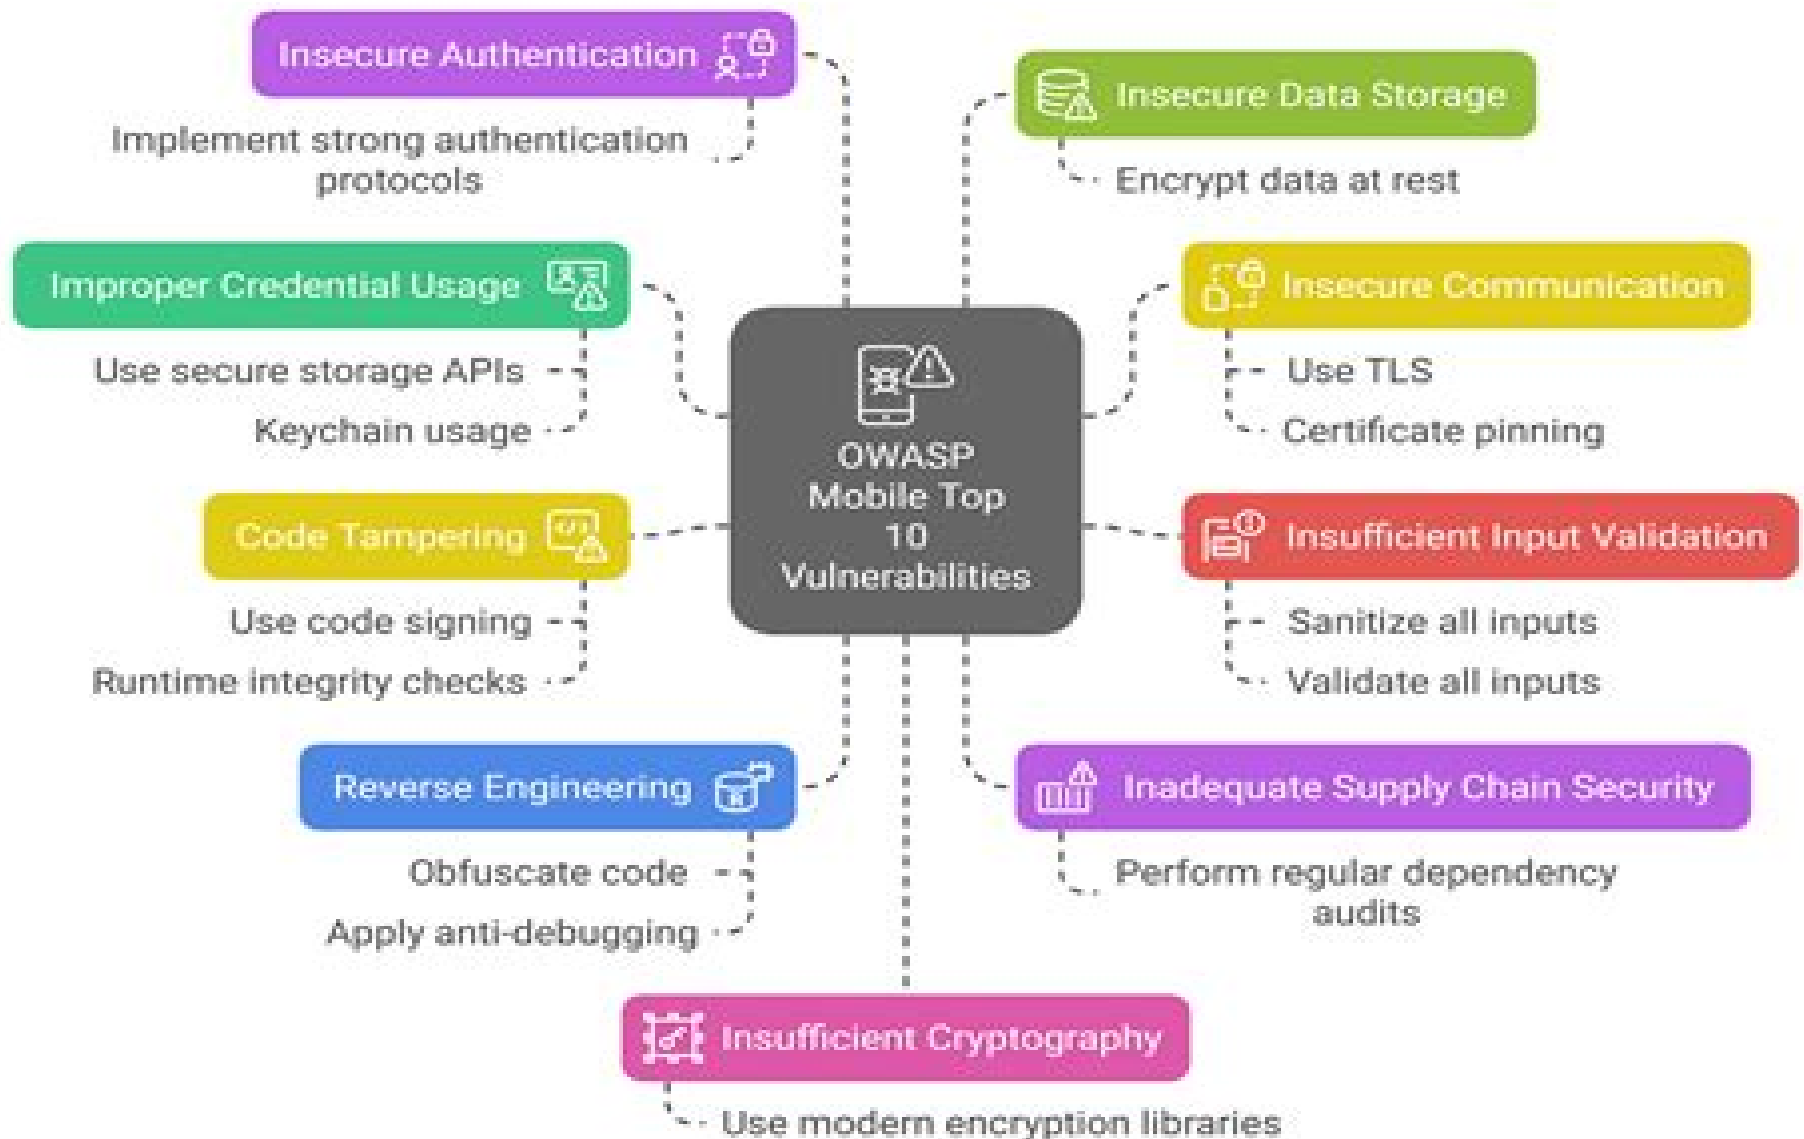 Insecure Authentication
Implement strong authentication
protocols
Improper Credential Usage
Use secure storage APIs
Keychain usage
Code Tampering
Use code signing
Runtime integrity checks
Reverse Engineering
Obfuscate code
Apply anti-debugging
OWASP
Mobile Top
10
Vulnerabilities
Insecure Data Storage
Encrypt data at rest
Insecure Communication
Use TLS
Certificate pinning
Insufficient Input Validation
Sanitize all inputs
Validate all inputs
Inadequate Supply Chain Security
Perform regular dependency
audits
Insufficient Cryptography
Use modern encryption libraries